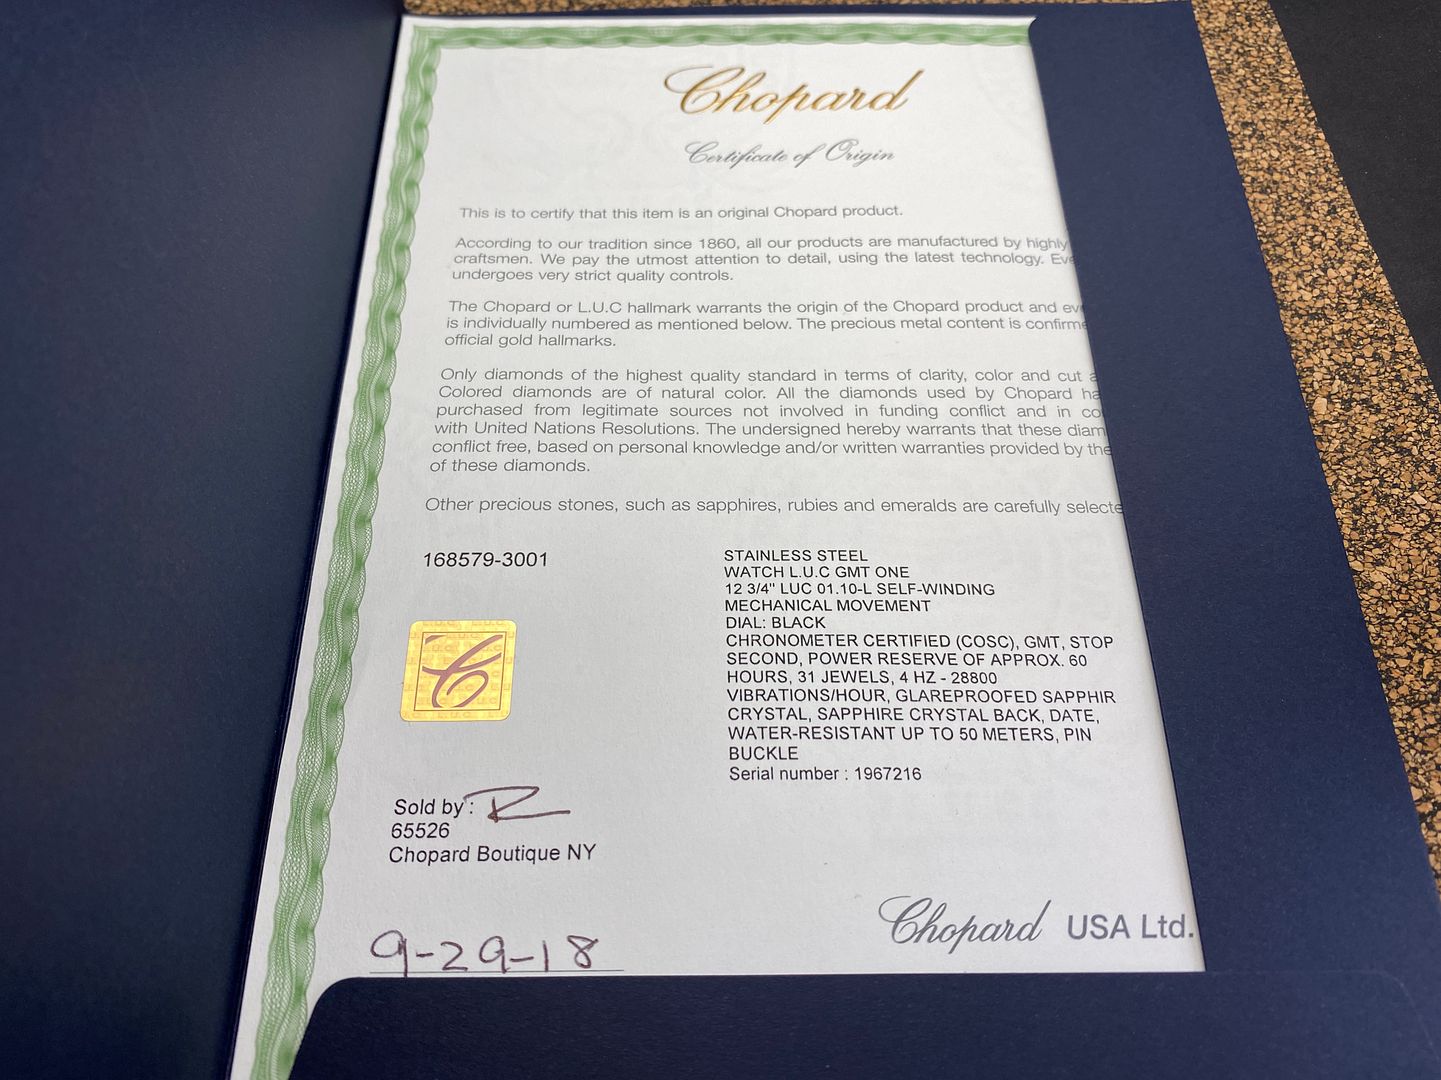 Chopard
Certificate of Origin
This is to certify that this item is an original Chopard product.
According to our tradition since 1860, all our products are manufactured by highly
craftsmen. We pay the utmost attention to detail, using the latest technology. Eve
undergoes very strict quality controls.
The Chopard or L.U.C hallmark warrants the origin of the Chopard product and eve
is individually numbered as mentioned below. The precious metal content is confirme
official gold hallmarks.
Only diamonds of the highest quality standard in terms of clarity, color and cut a
Colored diamonds are of natural color. All the diamonds used by Chopard ha
purchased from legitimate sources not involved in funding conflict and in co
with United Nations Resolutions. The undersigned hereby warrants that these diam
conflict free, based on personal knowledge and/or written warranties provided by the
of these diamonds.
Other precious stones, such as sapphires, rubies and emeralds are carefully selecte
168579-3001
STAINLESS STEEL
WATCH L.U.C GMT ONE
12 3/4" LUC 01.10-L SELF-WINDING
MECHANICAL MOVEMENT
DIAL: BLACK
CHRONOMETER CERTIFIED (COSC), GMT, STOP
SECOND, POWER RESERVE OF APPROX. 60
HOURS, 31 JEWELS, 4 HZ - 28800
VIBRATIONS/HOUR, GLAREPROOFED SAPPHIR
CRYSTAL, SAPPHIRE CRYSTAL BACK, DATE,
WATER-RESISTANT UP TO 50 METERS, PIN
BUCKLE
Serial number : 1967216
L.U.C
Sold by :
65526
Chopard Boutique NY
9-29-18
Chopard USA Ltd.